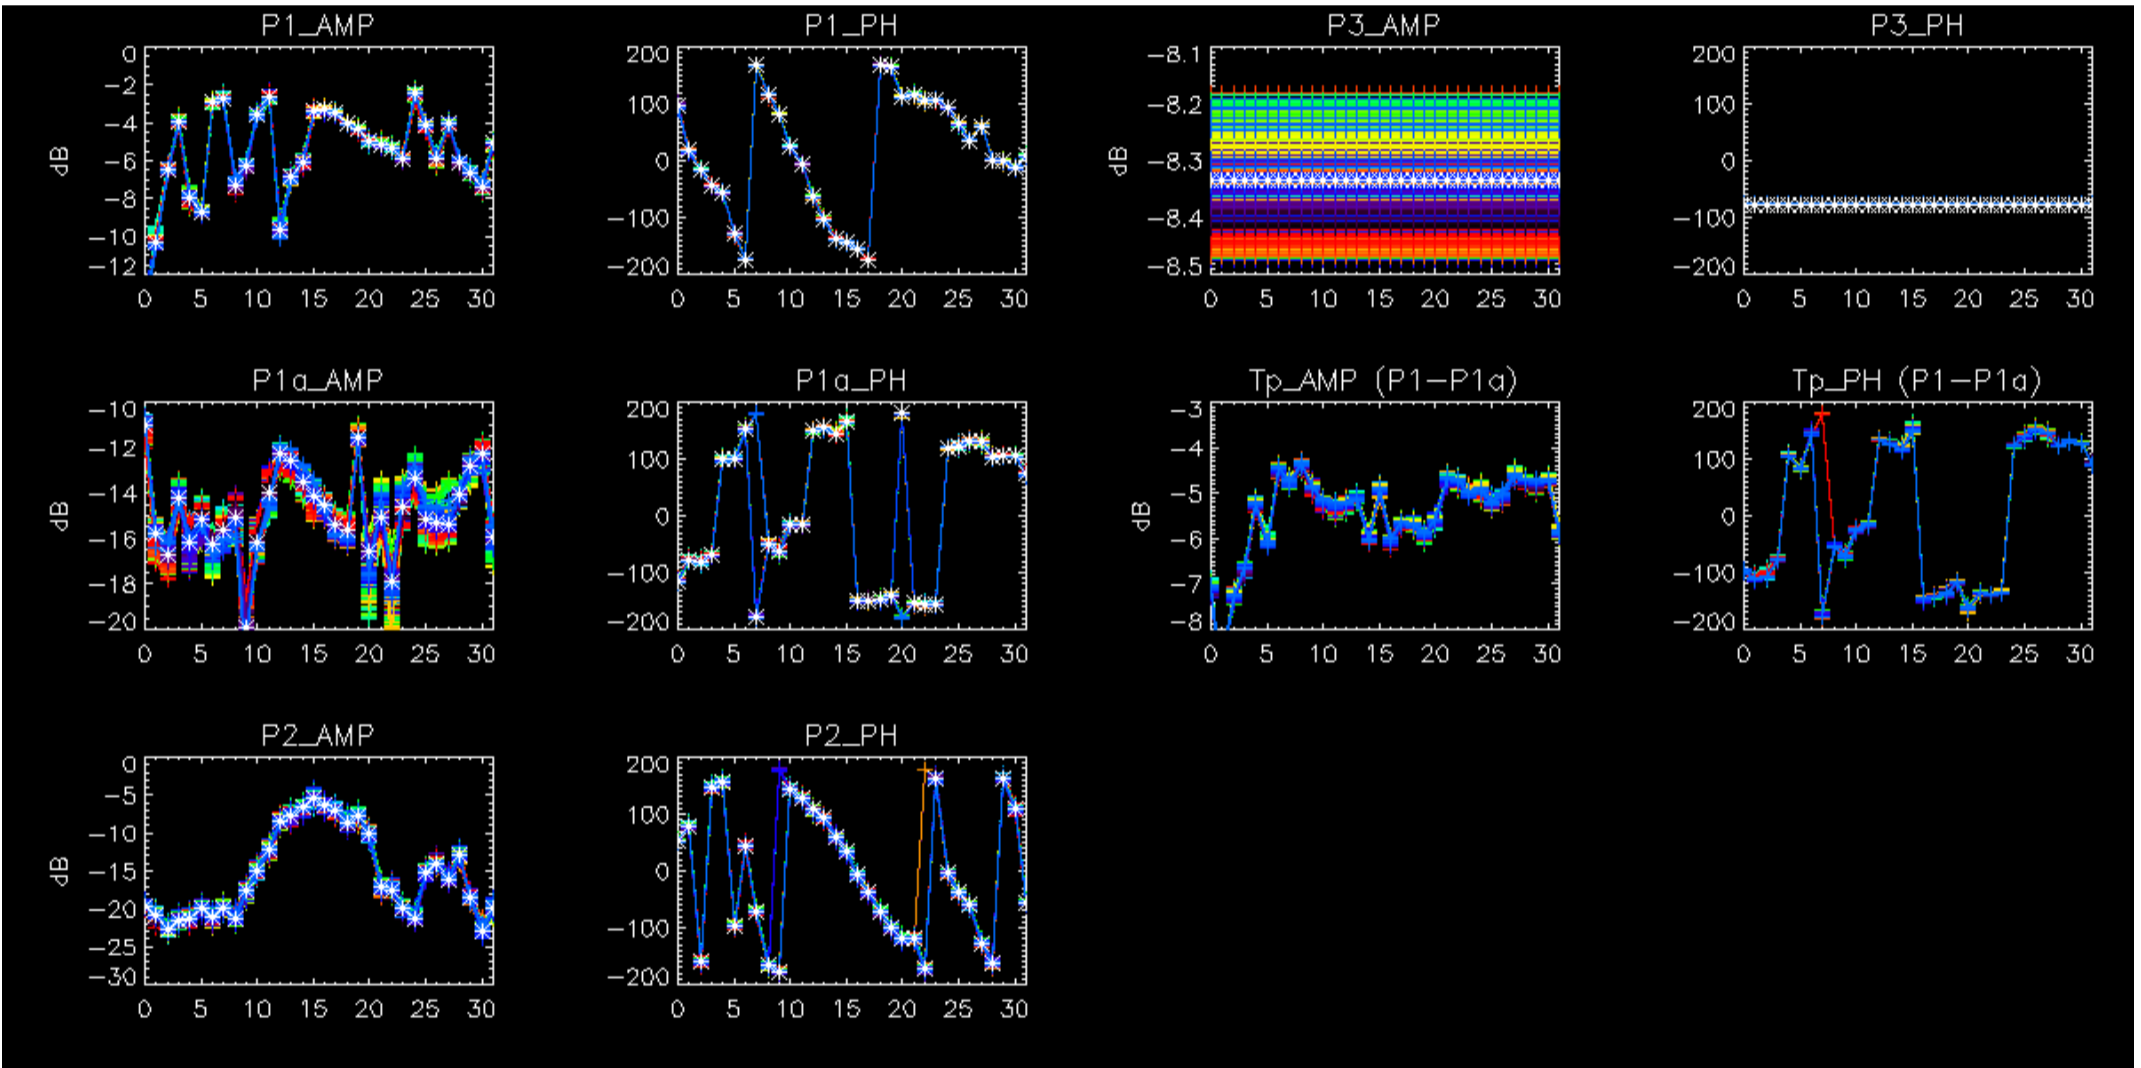 P1_AMP
P1_PH
P3_AMP
P3_PH
dB
0
-2
-4
-6
-8
-10
-12
0 5 10 15 20 25 30
200
100
0
-100
-200
0 5 10 15 20 25 30
dB
-8.1
-8.2
-8.3
-8.4
-8.5
0 5 10 15 20 25 30
200
100
0
-100
-200
0 5 10 15 20 25 30
P1a_AMP
P1a_PH
Tp_AMP (P1-P1a)
Tp_PH (P1-P1a)
dB
-10
-12
-14
-16
-18
-20
0 5 10 15 20 25 30
200
100
0
-100
-200
0 5 10 15 20 25 30
dB
-3
-4
-5
-6
-7
-8
0 5 10 15 20 25 30
200
100
0
-100
-200
0 5 10 15 20 25 30
P2_AMP
P2_PH
dB
0
-5
-10
-15
-20
-25
-30
0 5 10 15 20 25 30
200
100
0
-100
-200
0 5 10 15 20 25 30